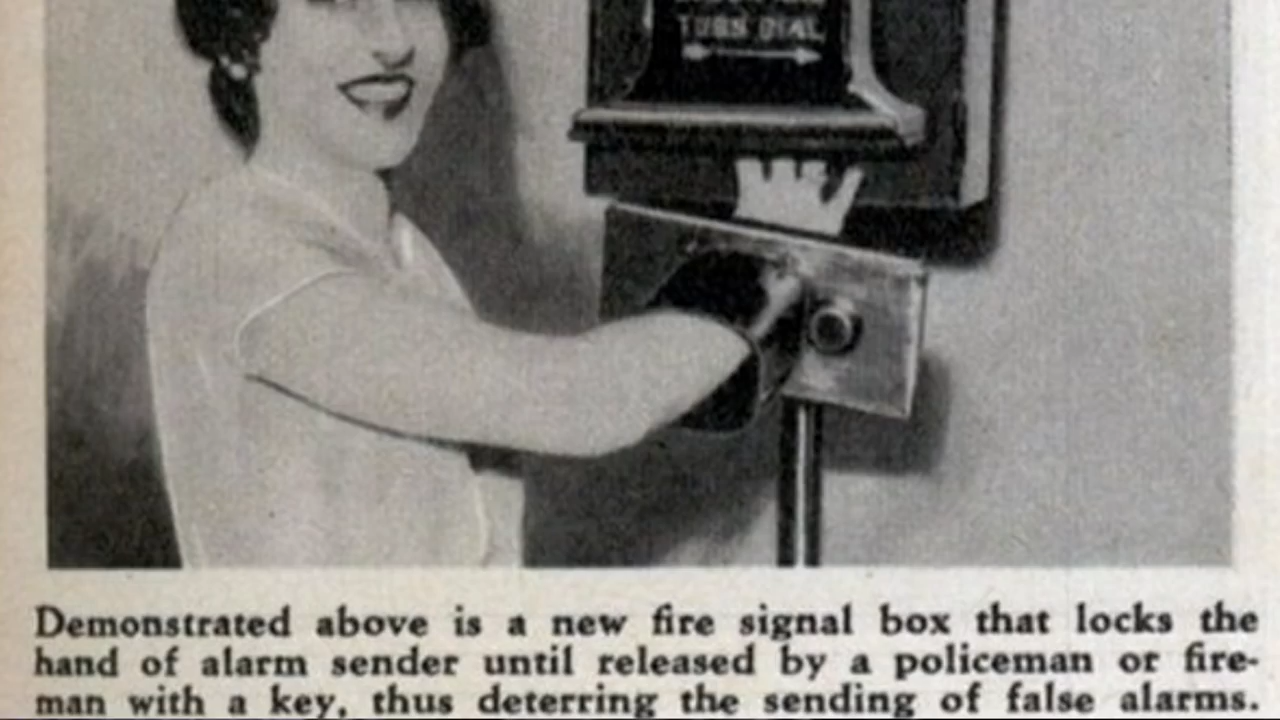 TURN DIAL
Demonstrated above is a new fire signal box that locks the
hand of alarm sender until released by a policeman or fire-
man with a key, thus deterring the sending of false alarms.